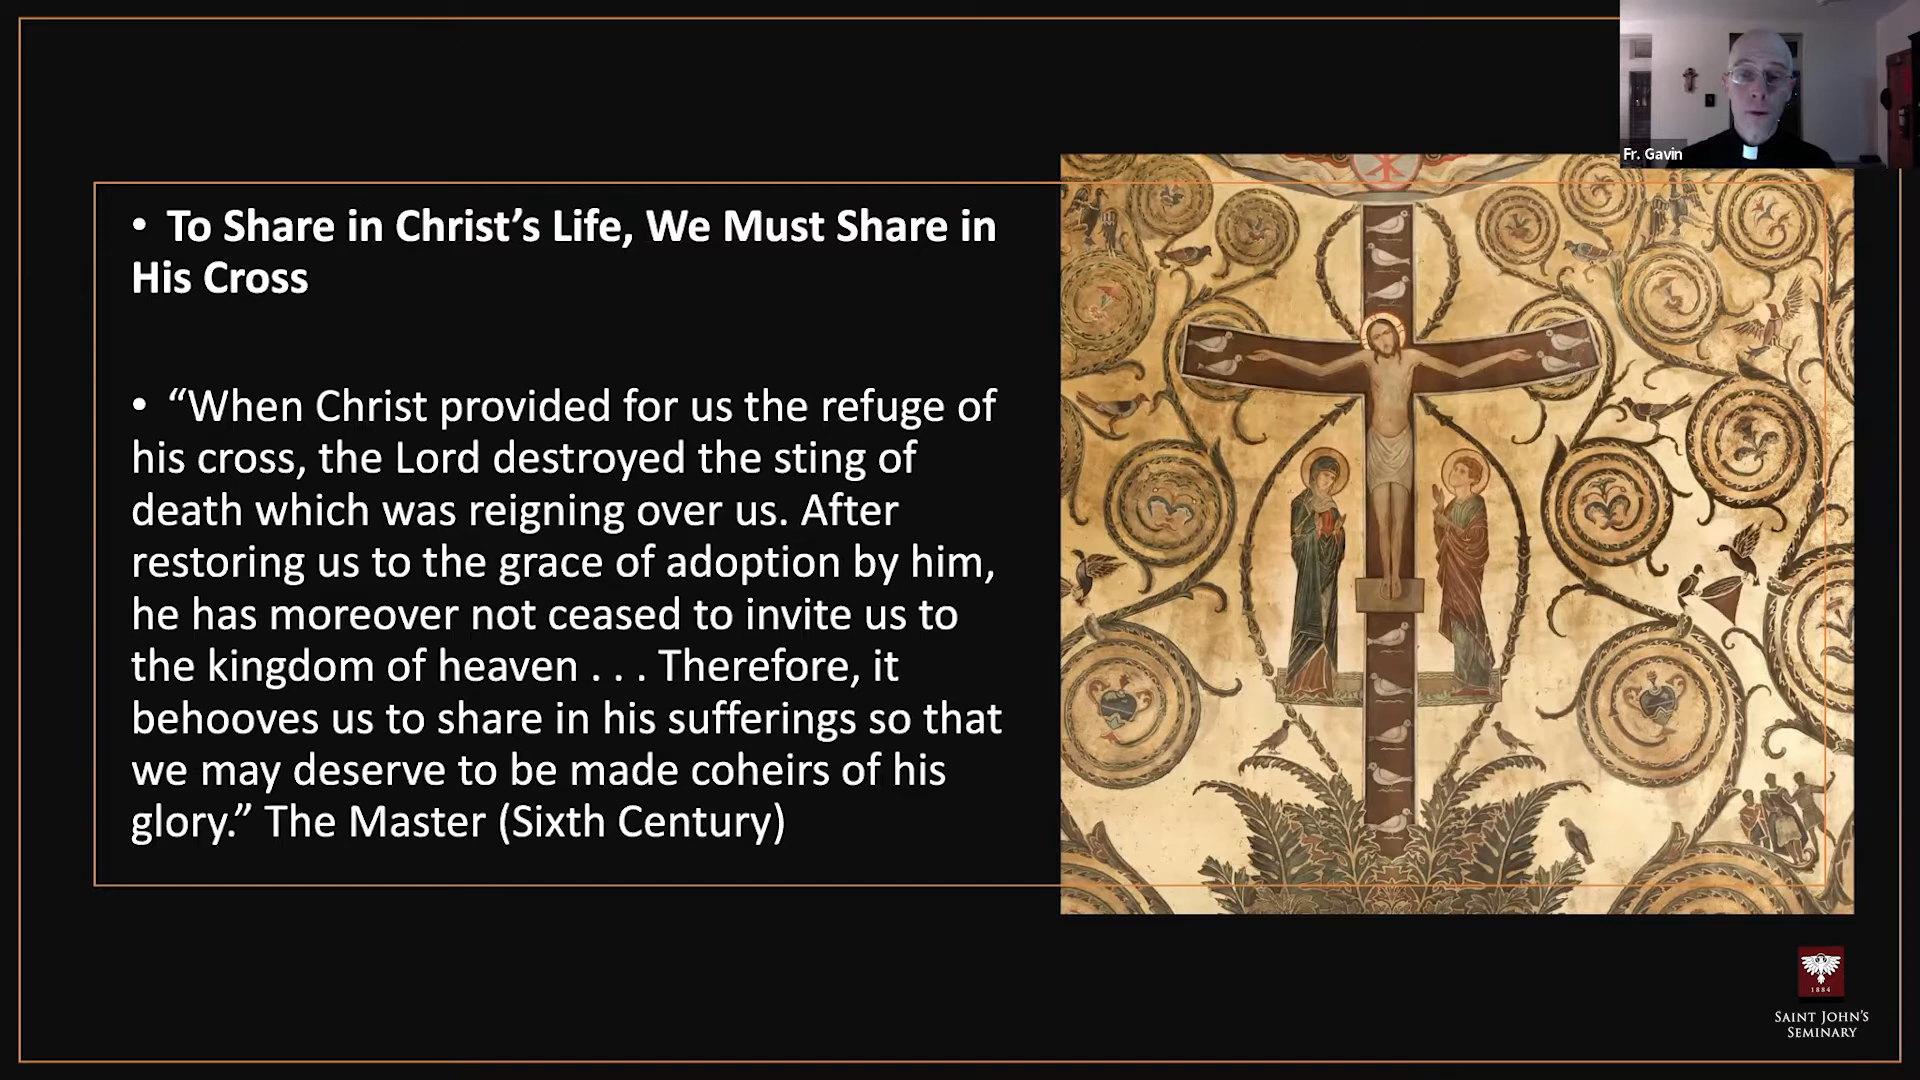 Fr. Gavin
• To Share in Christ’s Life, We Must Share in
His Cross
• “When Christ provided for us the refuge of
his cross, the Lord destroyed the sting of
death which was reigning over us. After
restoring us to the grace of adoption by him,
he has moreover not ceased to invite us to
the kingdom of heaven . . . Therefore, it
behooves us to share in his sufferings so that
we may deserve to be made coheirs of his
glory.” The Master (Sixth Century)
1884
SAINT JOHN’S
SEMINARY